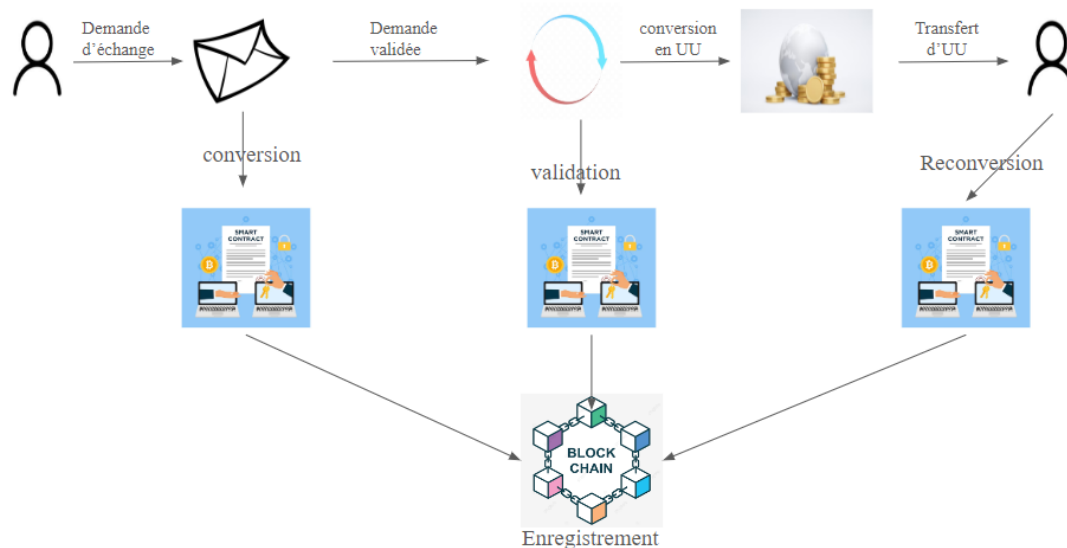 Demande
d'échange
Demande
validée
conversion
en UU
Transfert
d'UU
conversion
validation
Reconversion
SMART
CONTRACT
SMART
CONTRACT
SMART
CONTRACT
BLOCK
CHAIN
Enregistrement